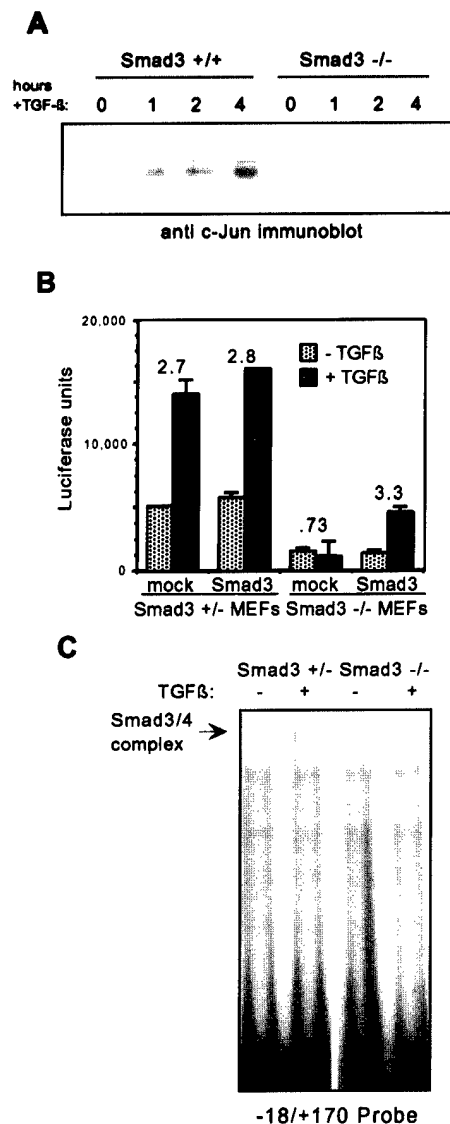 A
Smad3 +/+ Smad3 -/-
hours
+TGF-ß: 0 1 2 4 0 1 2 4
anti c-Jun immunoblot
B
20,000
10,000
0
Luciferase units
- TGFß
+ TGFß
2.7 2.8 .73 3.3
mock Smad3 mock Smad3
Smad3 +/- MEFs Smad3 -/- MEFs
C
Smad3 +/- Smad3 -/-
TGFß: - + - +
Smad3/4
complex
-18/+170 Probe